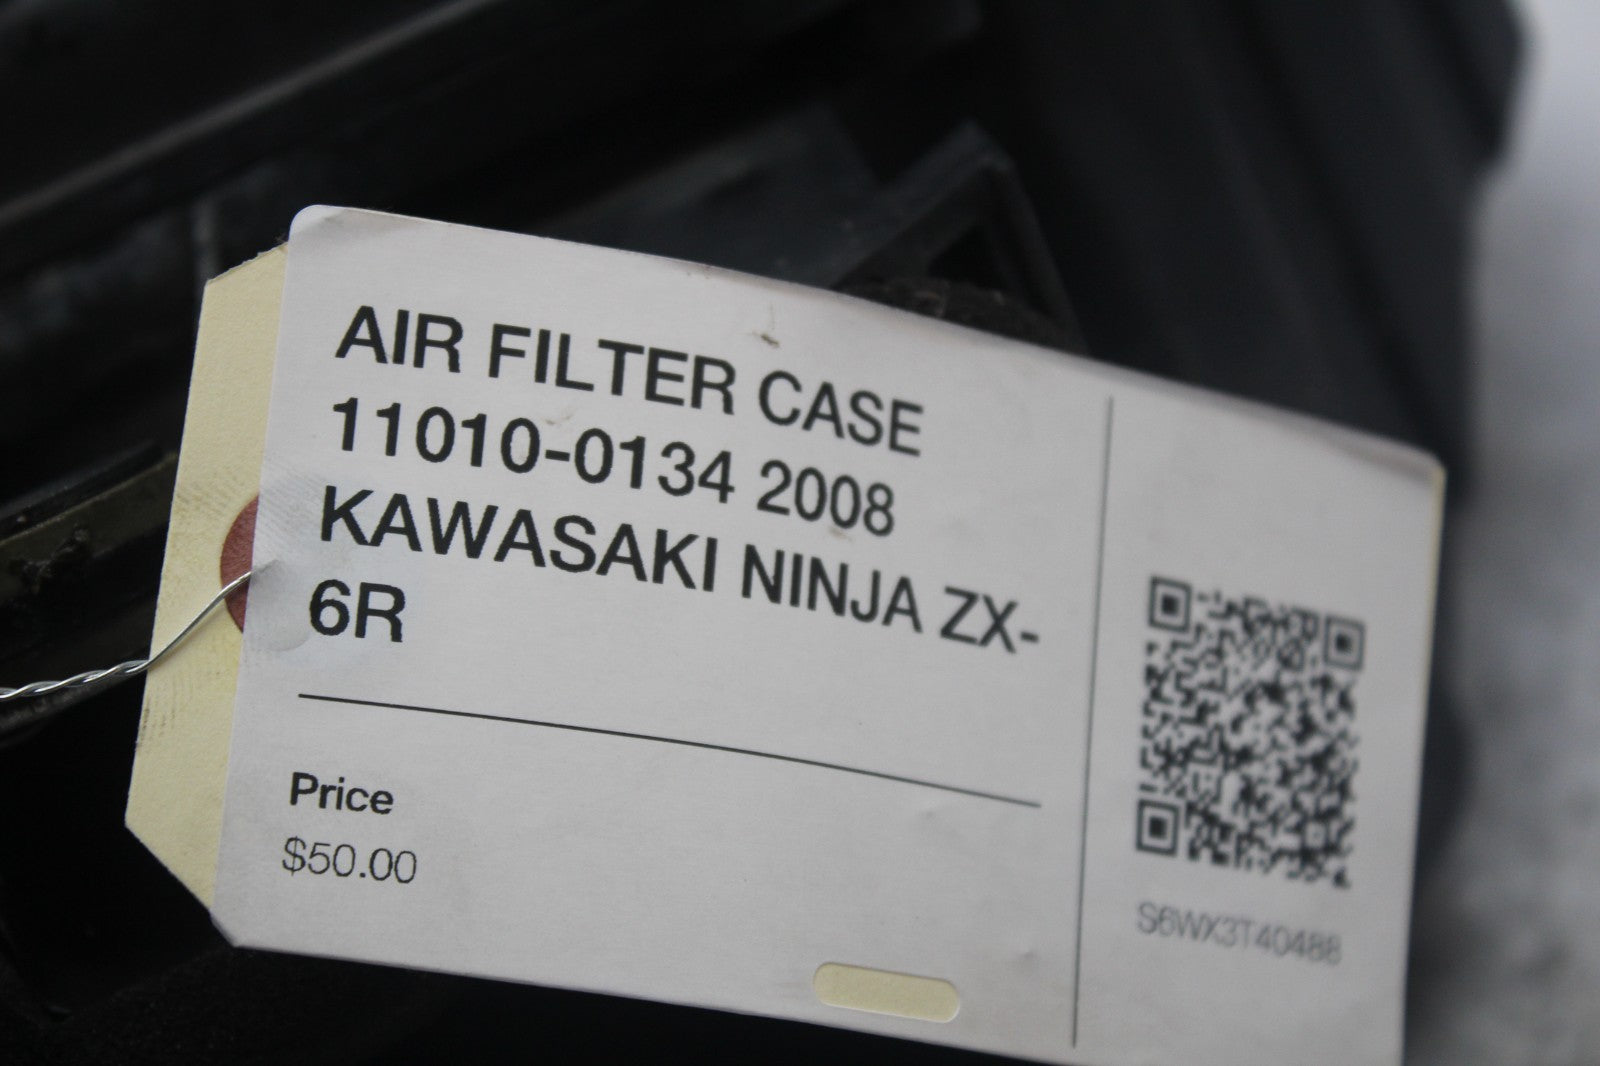 AIR FILTER CASE
11010-0134 2008
KAWASAKI NINJA ZX-
6R
Price
$50.00
S6WX3T40488